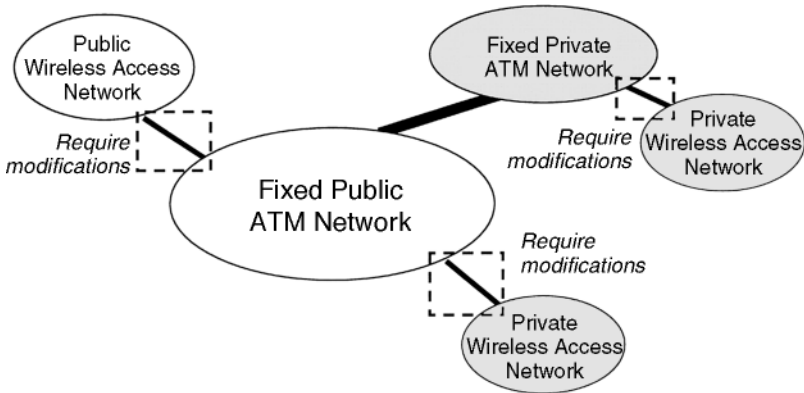 Public
Wireless Access
Network
Require
modifications
Fixed Private
ATM Network
Require
modifications
Private
Wireless Access
Network
Fixed Public
ATM Network
Require
modifications
Private
Wireless Access
Network